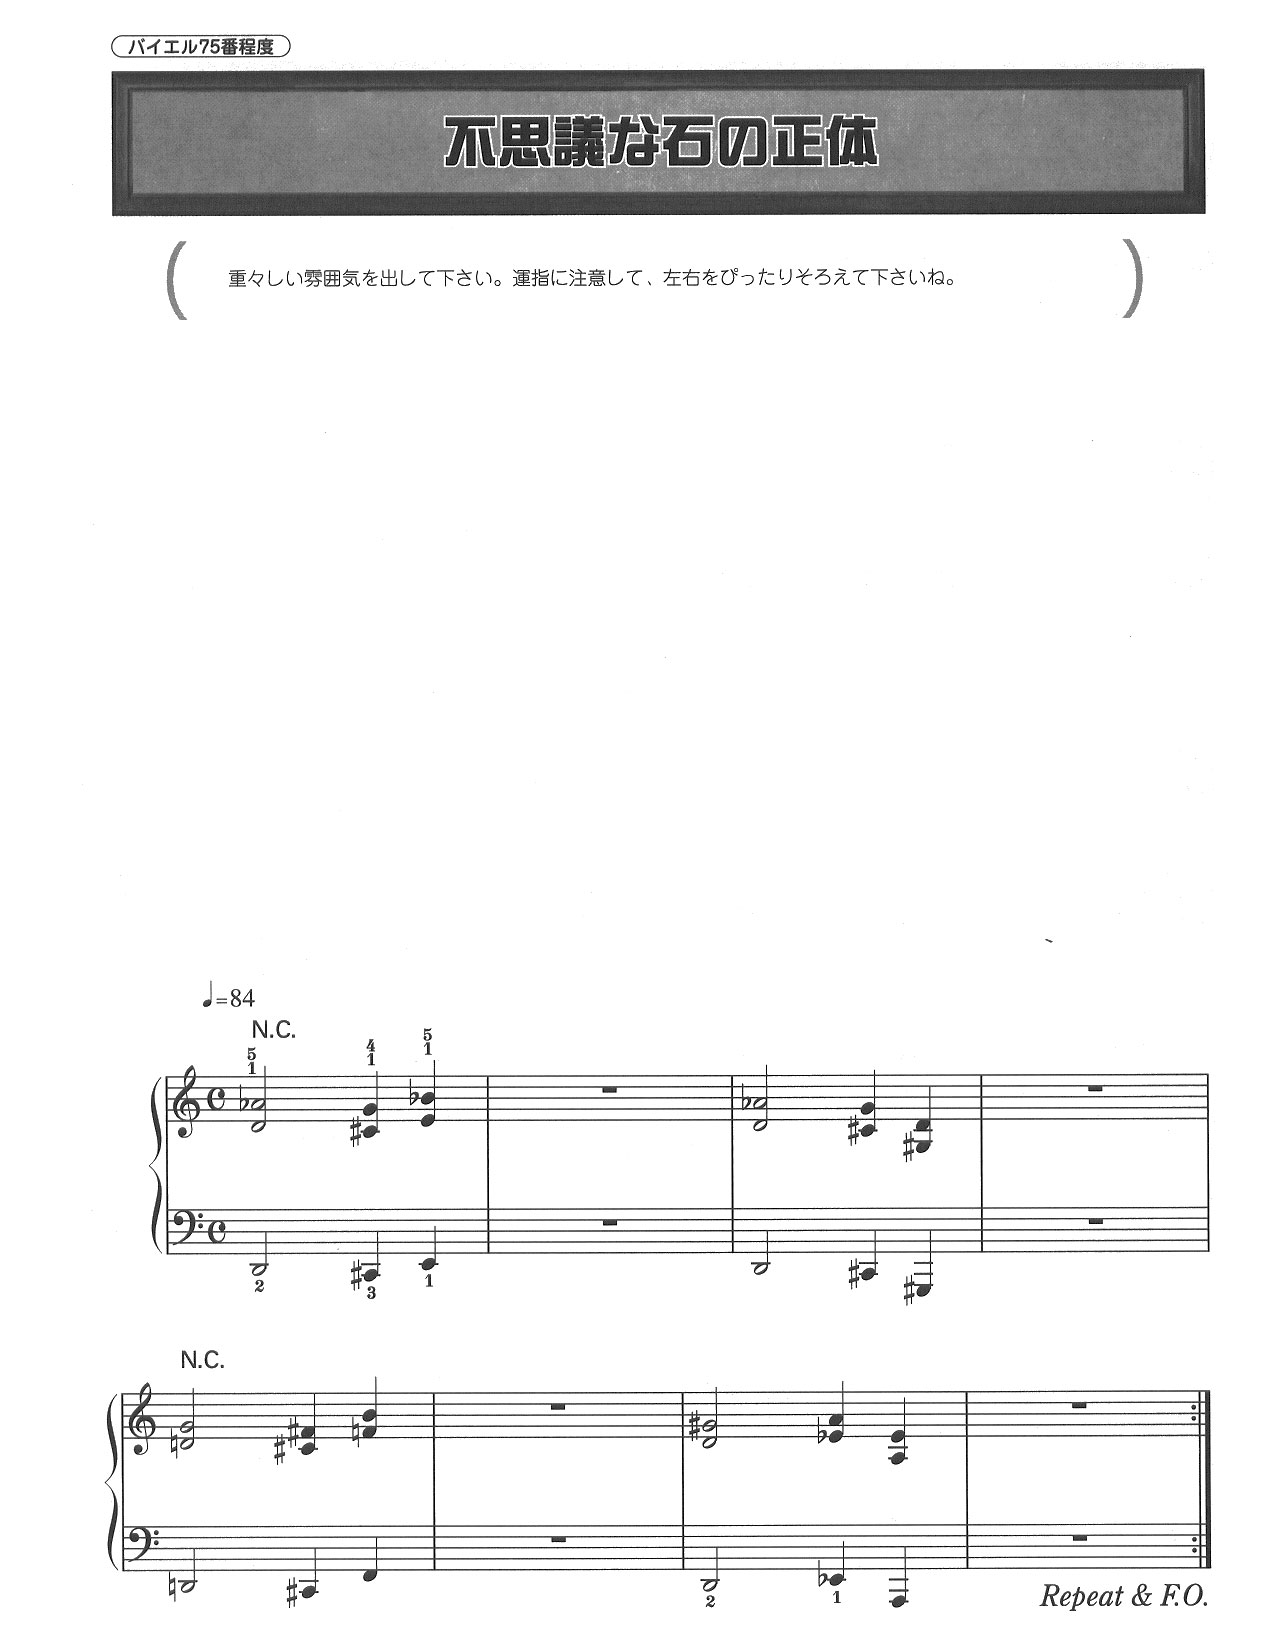 バイエル75番程度
不思議な石の正体
重々しい雰囲気を出して下さい。運指に注意して、左右をぴったりそろえて下さいね。
♩=84
N.C.
5 4 5
1 1 1
2 3 1
N.C.
2 1
Repeat & F.O.